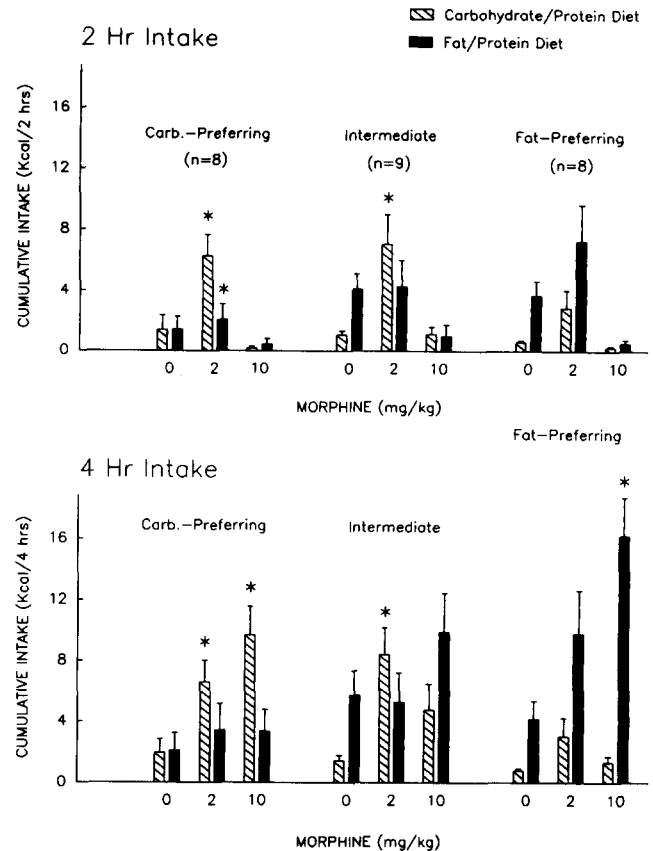 Carbohydrate/Protein Diet
Fat/Protein Diet
2 Hr Intake
CUMULATIVE INTAKE (Kcal/2 hrs)
16
12
8
4
0
Carb.-Preferring
(n=8)
Intermediate
(n=9)
Fat-Preferring
(n=8)
* * *
0 2 10 0 2 10 0 2 10
MORPHINE (mg/kg)
4 Hr Intake
CUMULATIVE INTAKE (Kcal/4 hrs)
16
12
8
4
0
Carb.-Preferring
Intermediate
Fat-Preferring
* * * *
0 2 10 0 2 10 0 2 10
MORPHINE (mg/kg)